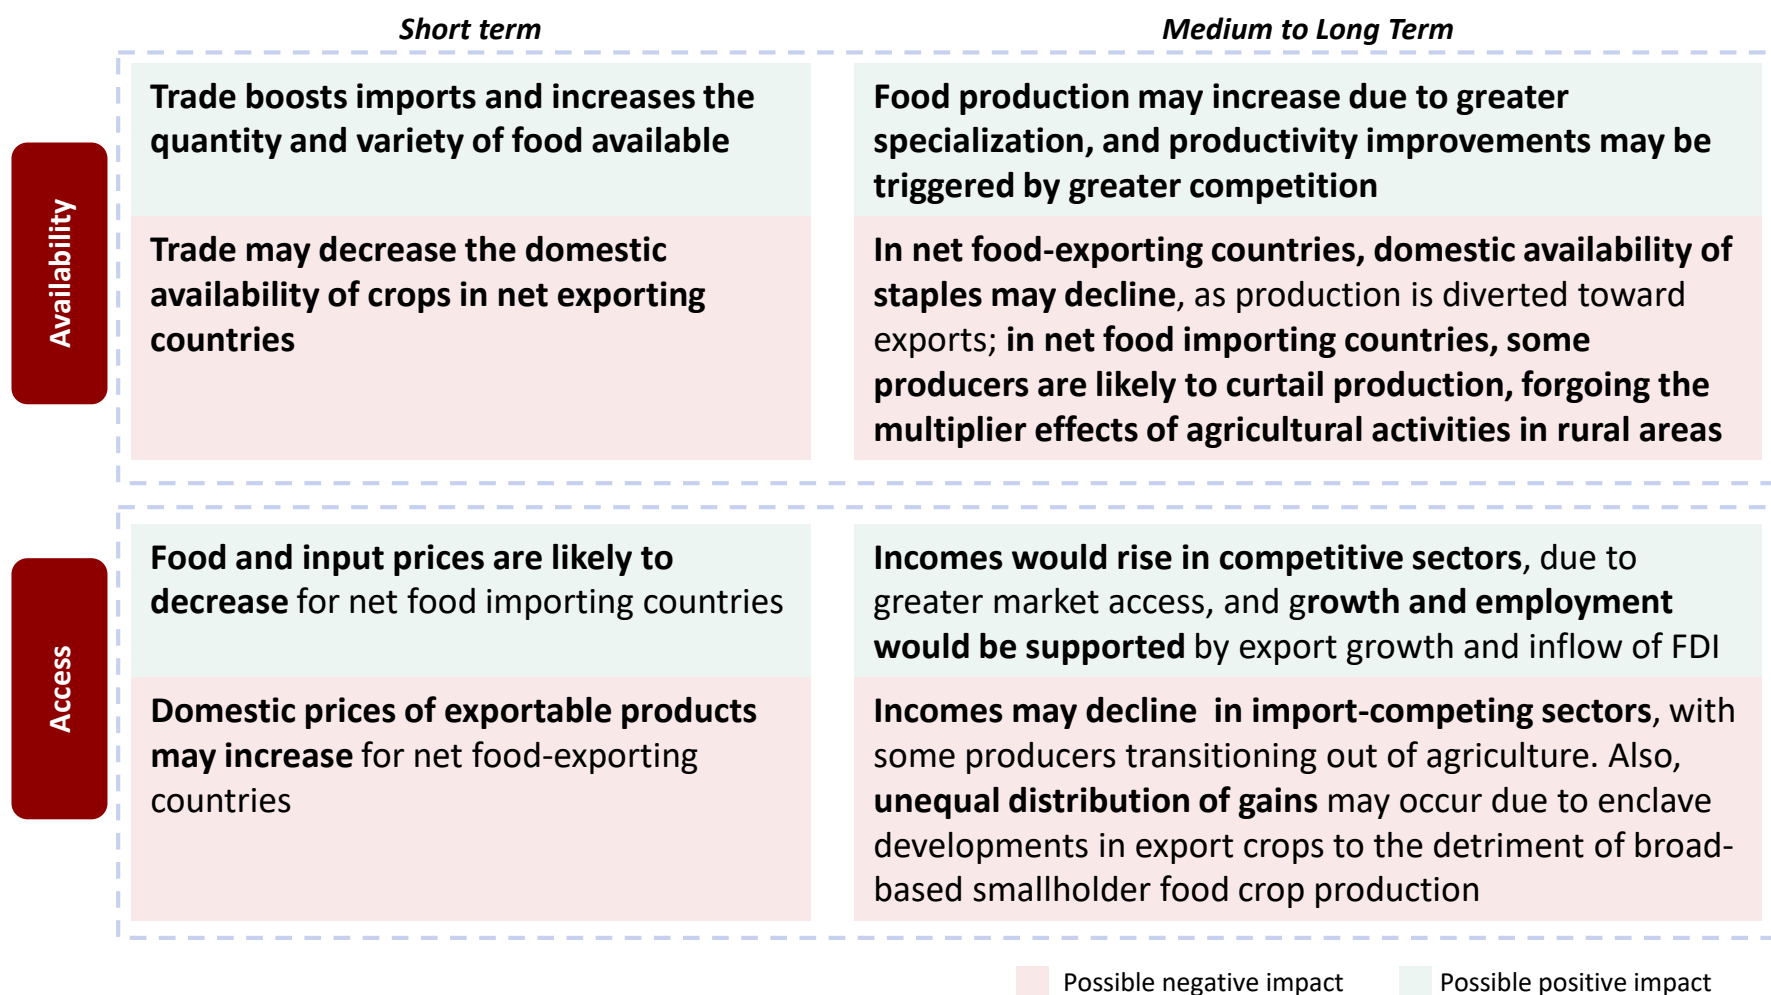 Short term
Medium to Long Term
Availability
Trade boosts imports and increases the
quantity and variety of food available
Food production may increase due to greater
specialization, and productivity improvements may be
triggered by greater competition
Trade may decrease the domestic
availability of crops in net exporting
countries
In net food-exporting countries, domestic availability of
staples may decline, as production is diverted toward
exports; in net food importing countries, some
producers are likely to curtail production, forgoing the
multiplier effects of agricultural activities in rural areas
Access
Food and input prices are likely to
decrease for net food importing countries
Incomes would rise in competitive sectors, due to
greater market access, and growth and employment
would be supported by export growth and inflow of FDI
Domestic prices of exportable products
may increase for net food-exporting
countries
Incomes may decline  in import-competing sectors, with
some producers transitioning out of agriculture. Also,
unequal distribution of gains may occur due to enclave
developments in export crops to the detriment of broad-
based smallholder food crop production
Possible negative impact
Possible positive impact